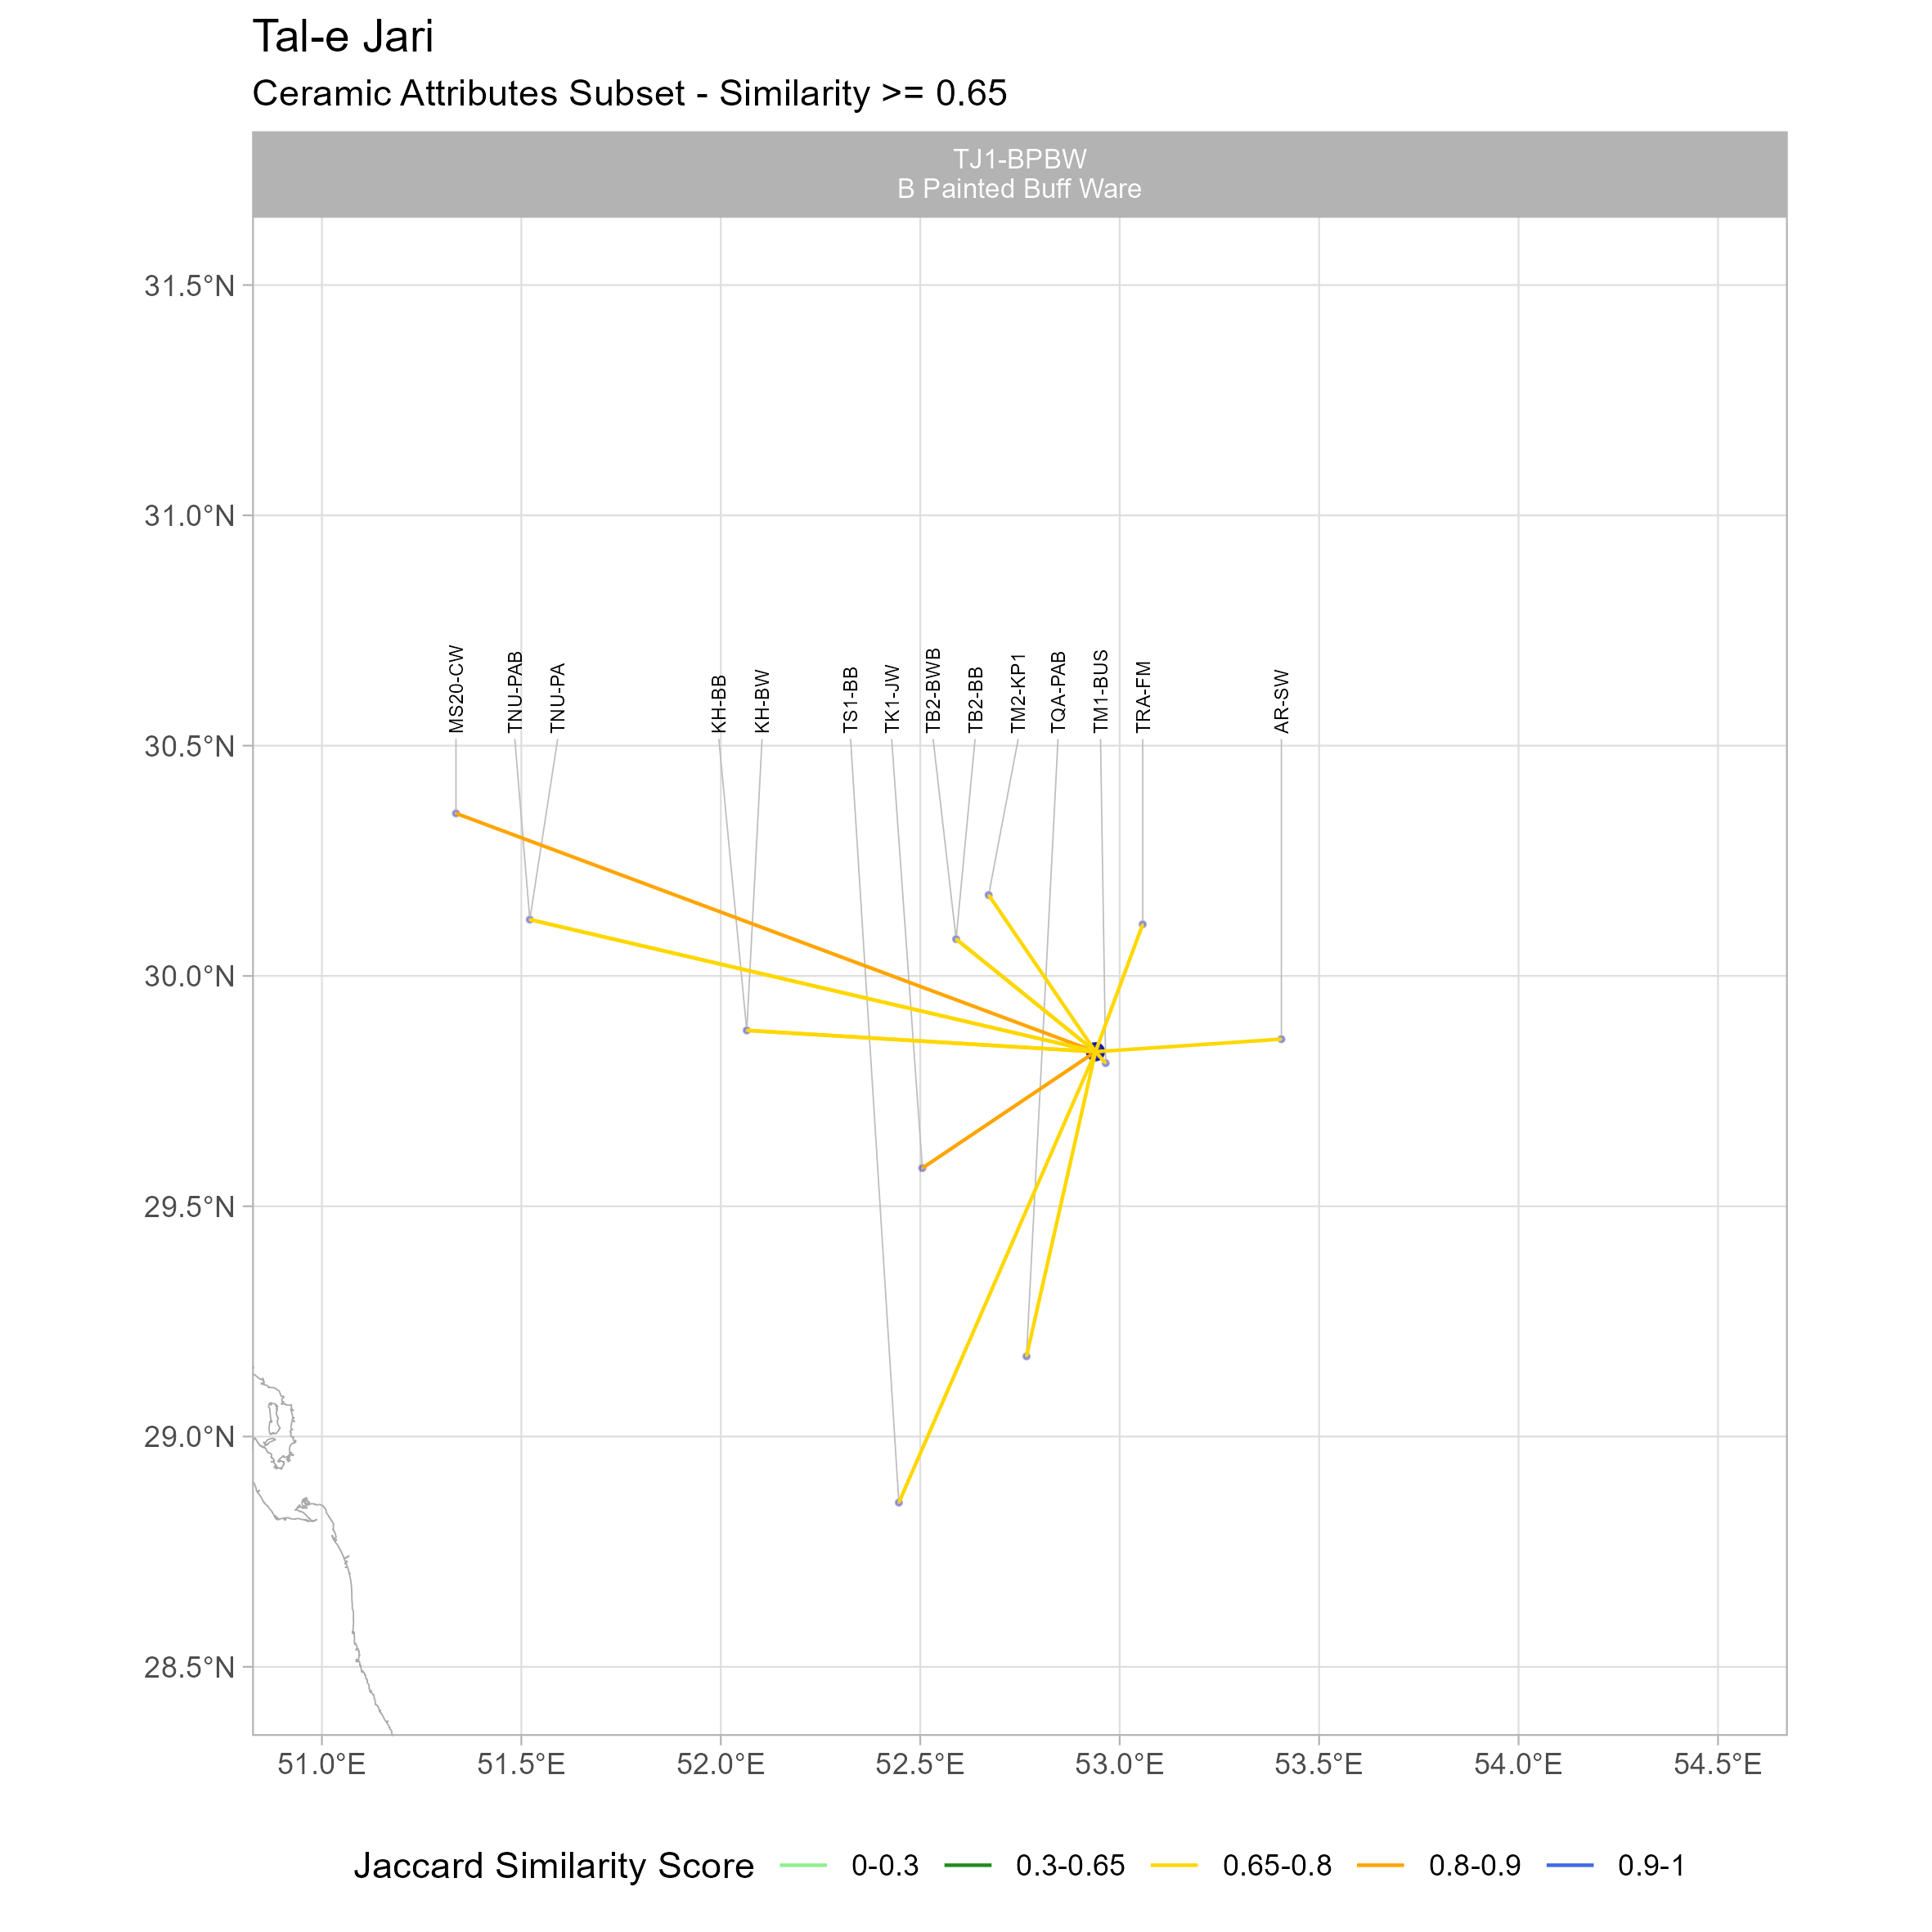 Tal-e Jari
Ceramic Attributes Subset - Similarity >= 0.65
TJ1-BPBW
B Painted Buff Ware
31.5°N
31.0°N
30.5°N
30.0°N
29.5°N
29.0°N
28.5°N
MS20-CW
TNU-PAB
TNU-PA
KH-BB
KH-BW
TS1-BB
TK1-JW
TB2-BWB
TB2-BB
TM2-KP1
TQA-PAB
TM1-BUS
TRA-FM
AR-SW
51.0°E 51.5°E 52.0°E 52.5°E 53.0°E 53.5°E 54.0°E 54.5°E
Jaccard Similarity Score 0-0.3 0.3-0.65 0.65-0.8 0.8-0.9 0.9-1